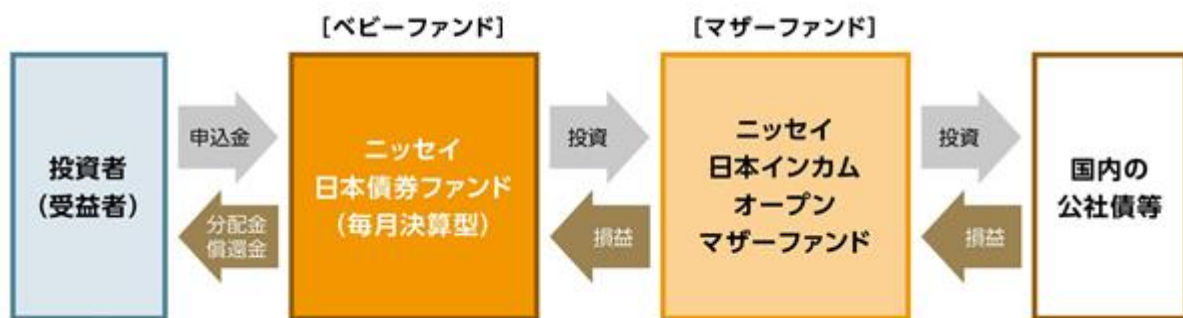 [ベビーファンド]
[マザーファンド]
投資者
(受益者)
申込金
分配金
償還金
ニッセイ
日本債券ファンド
(毎月決算型)
投資
損益
ニッセイ
日本インカム
オープン
マザーファンド
投資
損益
国内の
公社債等